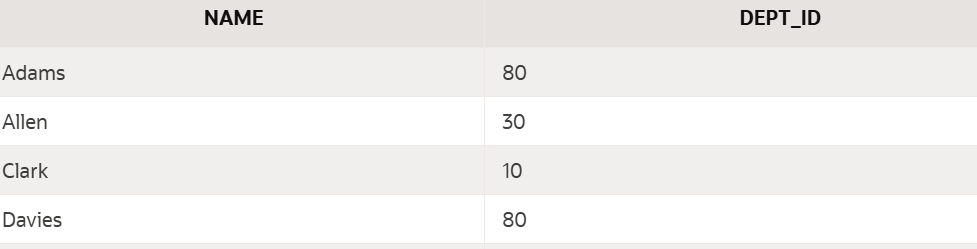 NAME DEPT_ID
Adams 80
Allen 30
Clark 10
Davies 80